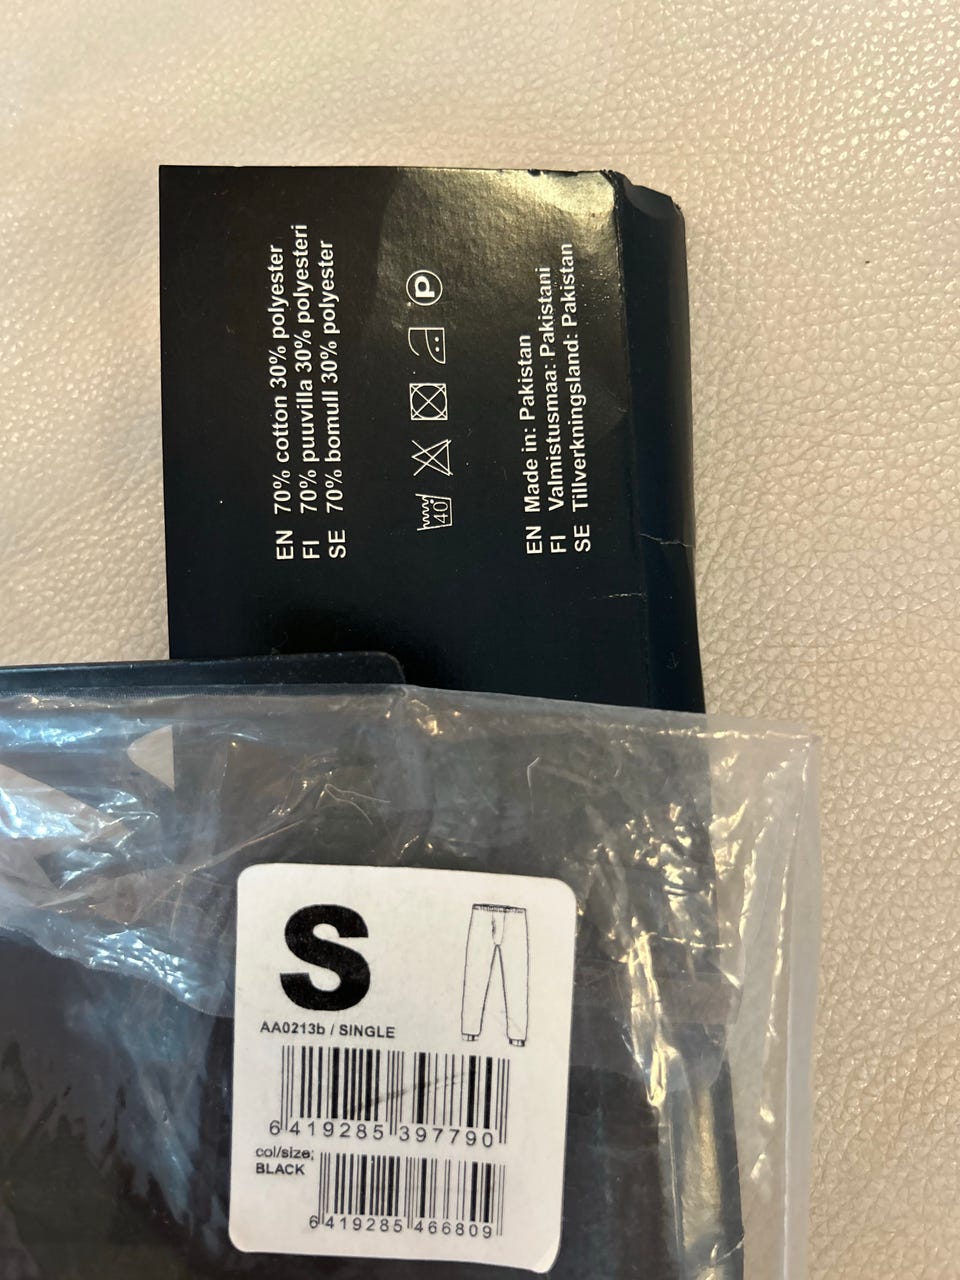 EN 70% cotton 30% polyester
FI 70% puuvilla 30% polyesteri
SE 70% bomull 30% polyester
40
P
EN Made in: Pakistan
FI Valmistusmaa: Pakistani
SE Tillverkningsland: Pakistan
S
AA0213b / SINGLE
6 419285 397790
col/size;
BLACK
6 419285 466809